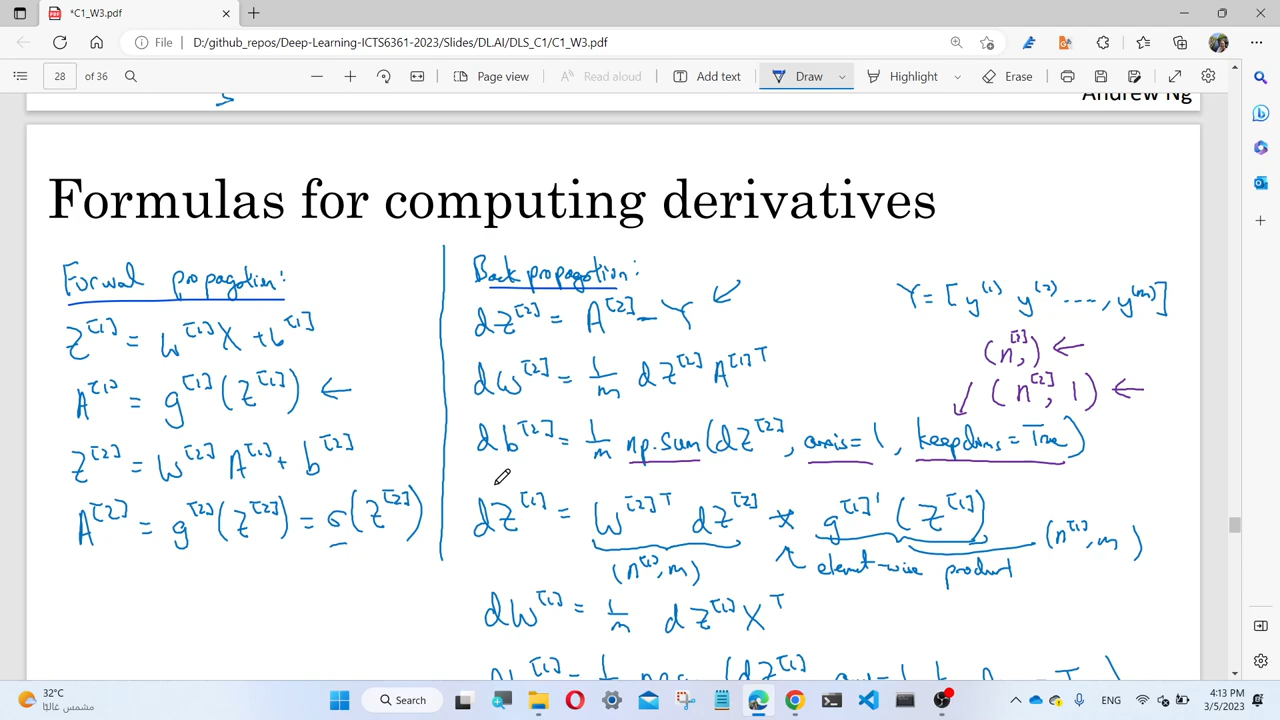 *C1_W3.pdf
File D:/github_repos/Deep-Learning-ICTS6361-2023/Slides/DL.AI/DLS_C1/C1_W3.pdf
28 of 36 Page view Read aloud Add text Draw Highlight Erase
Andrew Ng
Formulas for computing derivatives
Forward propagation:
Z^[1] = W^[1]X + b^[1]
A^[1] = g^[1](Z^[1]) ←
Z^[2] = W^[2] A^[1] + b^[2]
A^[2] = g^[2](Z^[2]) = σ(Z^[2])
Back propagation:
dZ^[2] = A^[2] - Y
dW^[2] = 1/m dZ^[2] A^[1]T
db^[2] = 1/m np.sum(dZ^[2], axis=1, keepdims=True)
dZ^[1] = W^[2]T dZ^[2] * g^[1]'(Z^[1])
(n^[1], m)
element-wise product
(n^[1], m)
dW^[1] = 1/m dZ^[1] X^T
Y = [y^(1) y^(2) ..., y^(m)]
(n^[2],) ←
(n^[2], 1) ←
32°C
Search
ENG
4:13 PM
3/5/2023